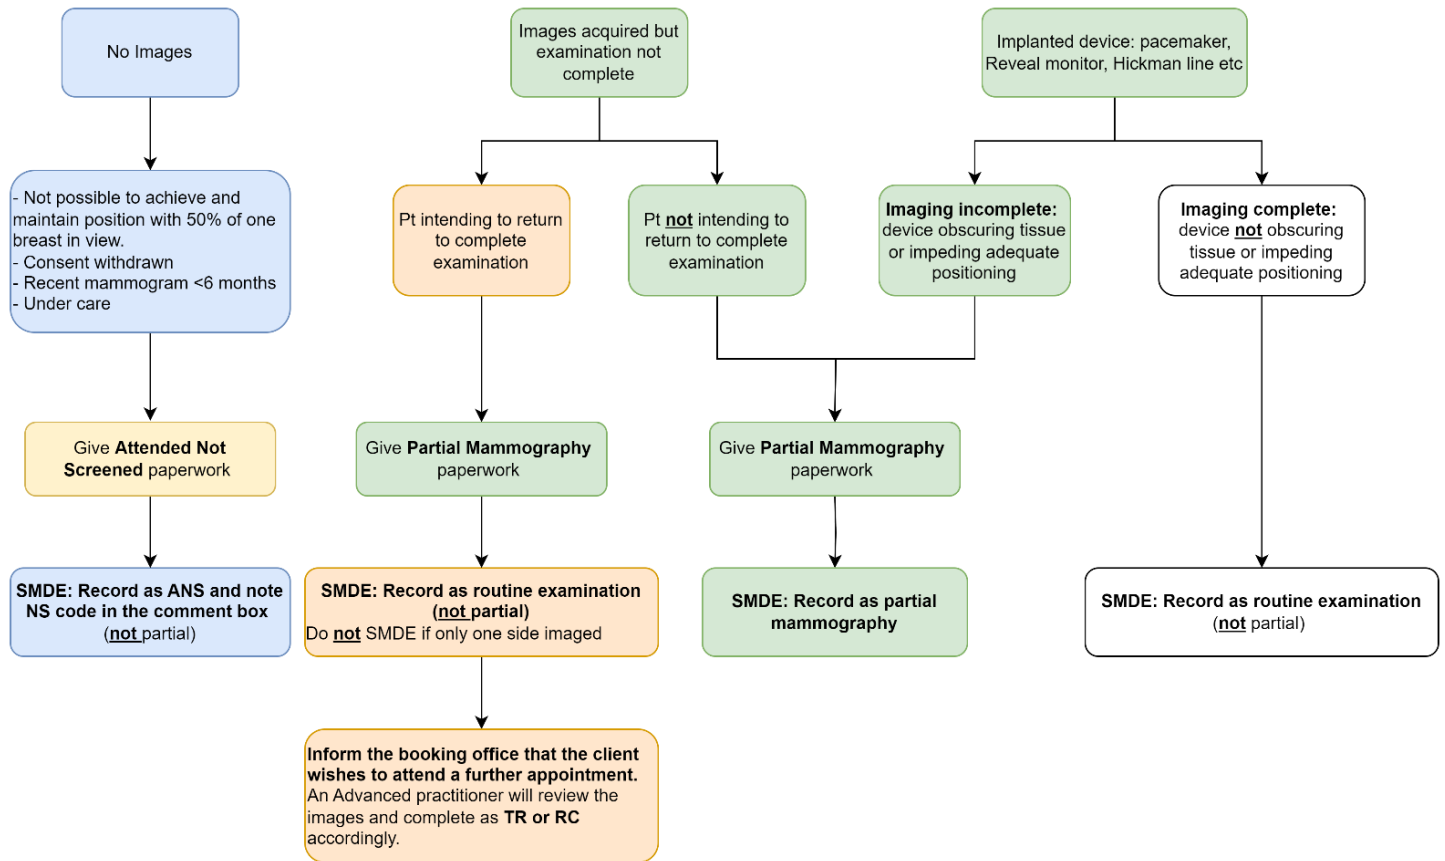 No Images
Images acquired but
examination not
complete
Implanted device: pacemaker,
Reveal monitor, Hickman line etc
- Not possible to achieve and
maintain position with 50% of one
breast in view.
- Consent withdrawn
- Recent mammogram <6 months
- Under care
Pt intending to return
to complete
examination
Pt not intending to
return to complete
examination
Imaging incomplete:
device obscuring tissue
or impeding adequate
positioning
Imaging complete:
device not obscuring
tissue or impeding
adequate positioning
Give Attended Not
Screened paperwork
Give Partial Mammography
paperwork
Give Partial Mammography
paperwork
SMDE: Record as ANS and note
NS code in the comment box
(not partial)
SMDE: Record as routine examination
(not partial)
Do not SMDE if only one side imaged
SMDE: Record as partial
mammography
SMDE: Record as routine examination
(not partial)
Inform the booking office that the client
wishes to attend a further appointment.
An Advanced practitioner will review the
images and complete as TR or RC
accordingly.